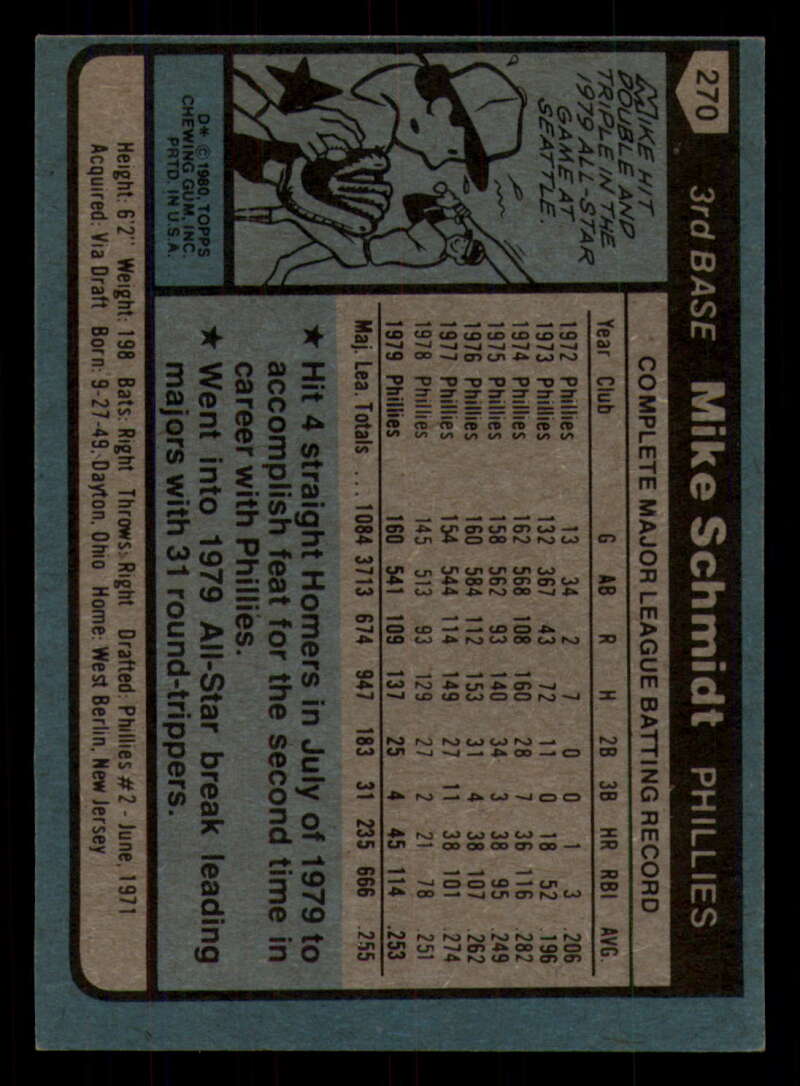 270 3rd BASE Mike Schmidt PHILLIES
MIKE HIT
DOUBLE AND
TRIPLE IN THE
1979 ALL-STAR
GAME AT
SEATTLE.
D* © 1980, TOPPS
CHEWING GUM, INC.
PRTD. IN U.S.A.
COMPLETE MAJOR LEAGUE BATTING RECORD
Year Club G AB R H 2B 3B HR RBI AVG.
1972 Phillies 13 34 2 7 0 0 1 3 .206
1973 Phillies 132 367 43 72 11 0 18 52 .196
1974 Phillies 162 568 108 160 28 7 36 116 .282
1975 Phillies 158 562 93 140 34 3 38 95 .249
1976 Phillies 160 584 112 153 31 4 38 107 .262
1977 Phillies 154 544 114 149 27 11 38 101 .274
1978 Phillies 145 513 93 129 27 2 21 78 .251
1979 Phillies 160 541 109 137 25 4 45 114 .253
Maj. Lea. Totals ... 1084 3713 674 947 183 31 235 666 .255
★ Hit 4 straight Homers in July of 1979 to
accomplish feat for the second time in
career with Phillies.
★ Went into 1979 All-Star break leading
majors with 31 round-trippers.
Height: 6'2" Weight: 198 Bats: Right Throws: Right Drafted: Phillies #2 - June, 1971
Acquired: Via Draft Born: 9-27-49, Dayton, Ohio Home: West Berlin, New Jersey